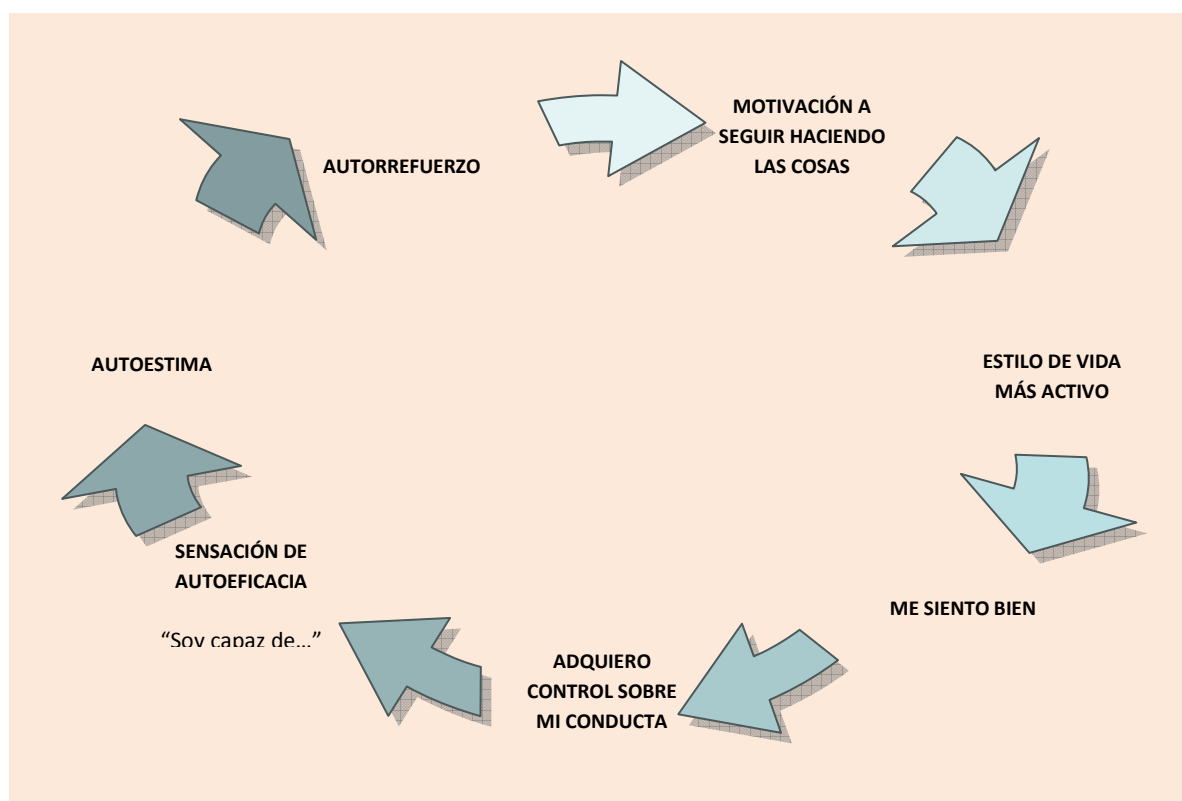 AUTORREFUERZO
MOTIVACIÓN A
SEGUIR HACIENDO
LAS COSAS
ESTILO DE VIDA
MÁS ACTIVO
ME SIENTO BIEN
ADQUIERO
CONTROL SOBRE
MI CONDUCTA
SENSACIÓN DE
AUTOEFICACIA
“Soy capaz de...”
AUTOESTIMA